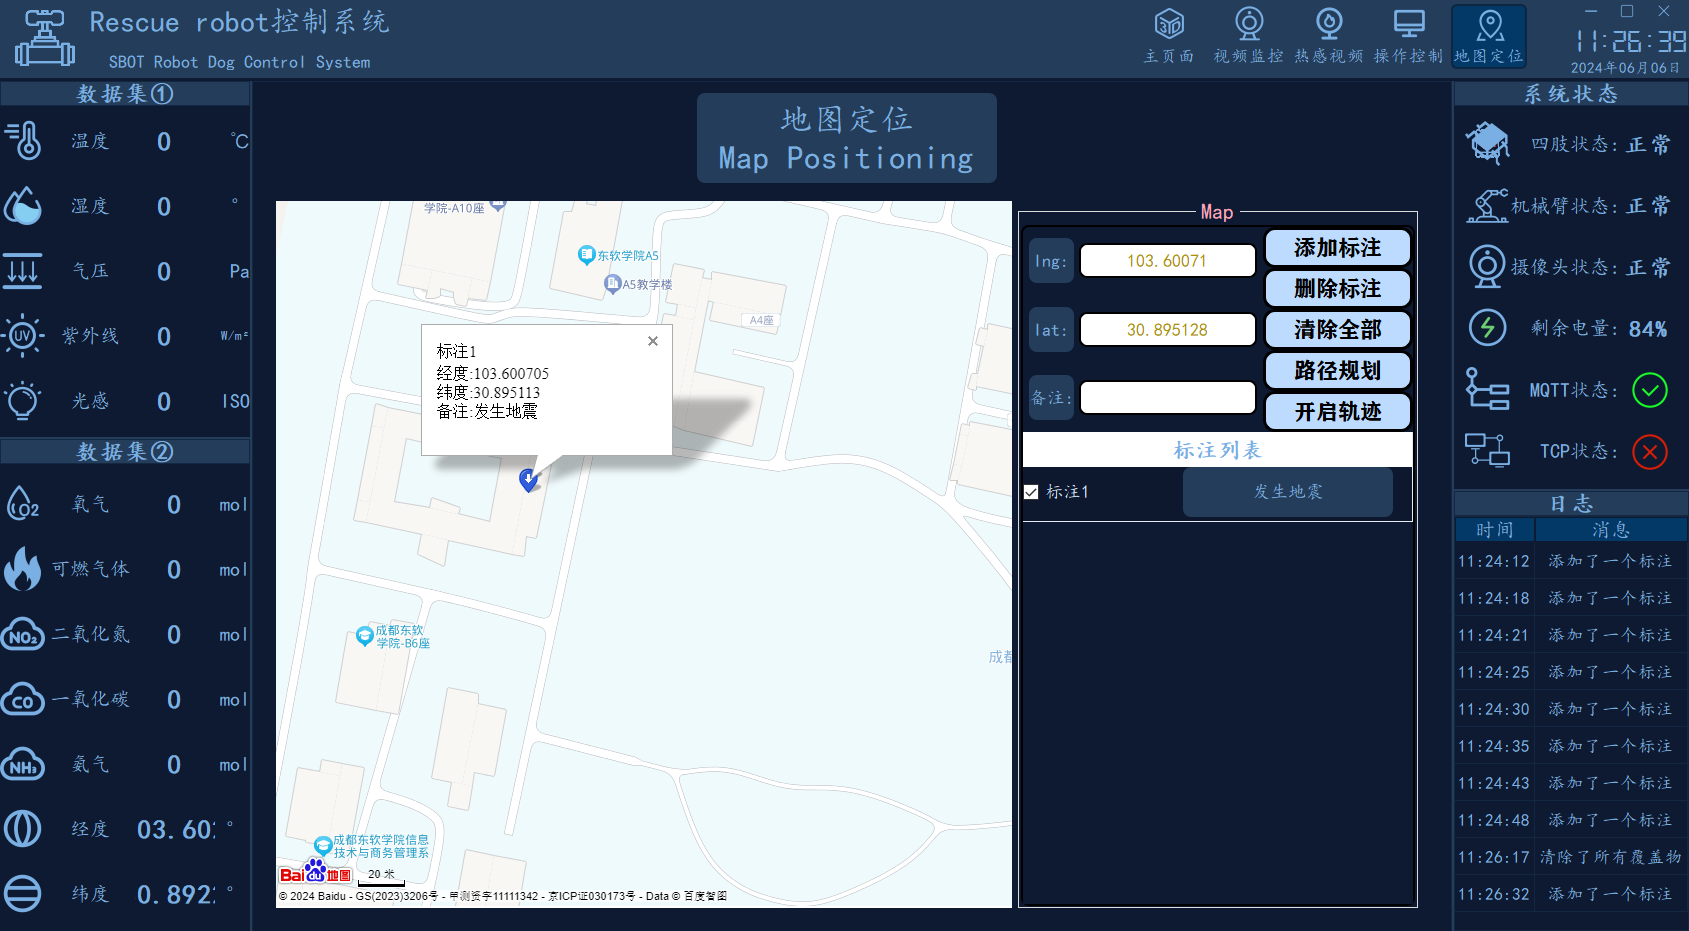 Rescue robot控制系统
SBOT Robot Dog Control System
主页面
视频监控
热感视频
操作控制
地图定位
11:26:39
2024年06月06日
数据集①
温度 0 ℃
湿度 0 °
气压 0 Pa
紫外线 0 W/m²
光感 0 ISO
数据集②
O2 氧气 0 mol
可燃气体 0 mol
NO₂ 二氧化氮 0 mol
CO 一氧化碳 0 mol
NH₃ 氨气 0 mol
经度 03.602 °
纬度 0.892 °
地图定位
Map Positioning
学院-A10座
东软学院A5
A5教学楼
A4座
标注1
经度:103.600705
纬度:30.895113
备注:发生地震
成都东软
学院-B6座
成都
成都东软学院信息
技术与商务管理系
Bai du 地图
20 米
© 2024 Baidu - GS(2023)3206号 - 甲测资字11111342 - 京ICP证030173号 - Data © 百度智图
Map
lng: 103.60071
lat: 30.895128
备注:
添加标注
删除标注
清除全部
路径规划
开启轨迹
标注列表
标注1 发生地震
系统状态
四肢状态: 正常
机械臂状态: 正常
摄像头状态: 正常
剩余电量: 84%
MQTT状态:
TCP状态:
日志
时间 消息
11:24:12 添加了一个标注
11:24:18 添加了一个标注
11:24:21 添加了一个标注
11:24:25 添加了一个标注
11:24:30 添加了一个标注
11:24:35 添加了一个标注
11:24:43 添加了一个标注
11:24:48 添加了一个标注
11:26:17 清除了所有覆盖物
11:26:32 添加了一个标注